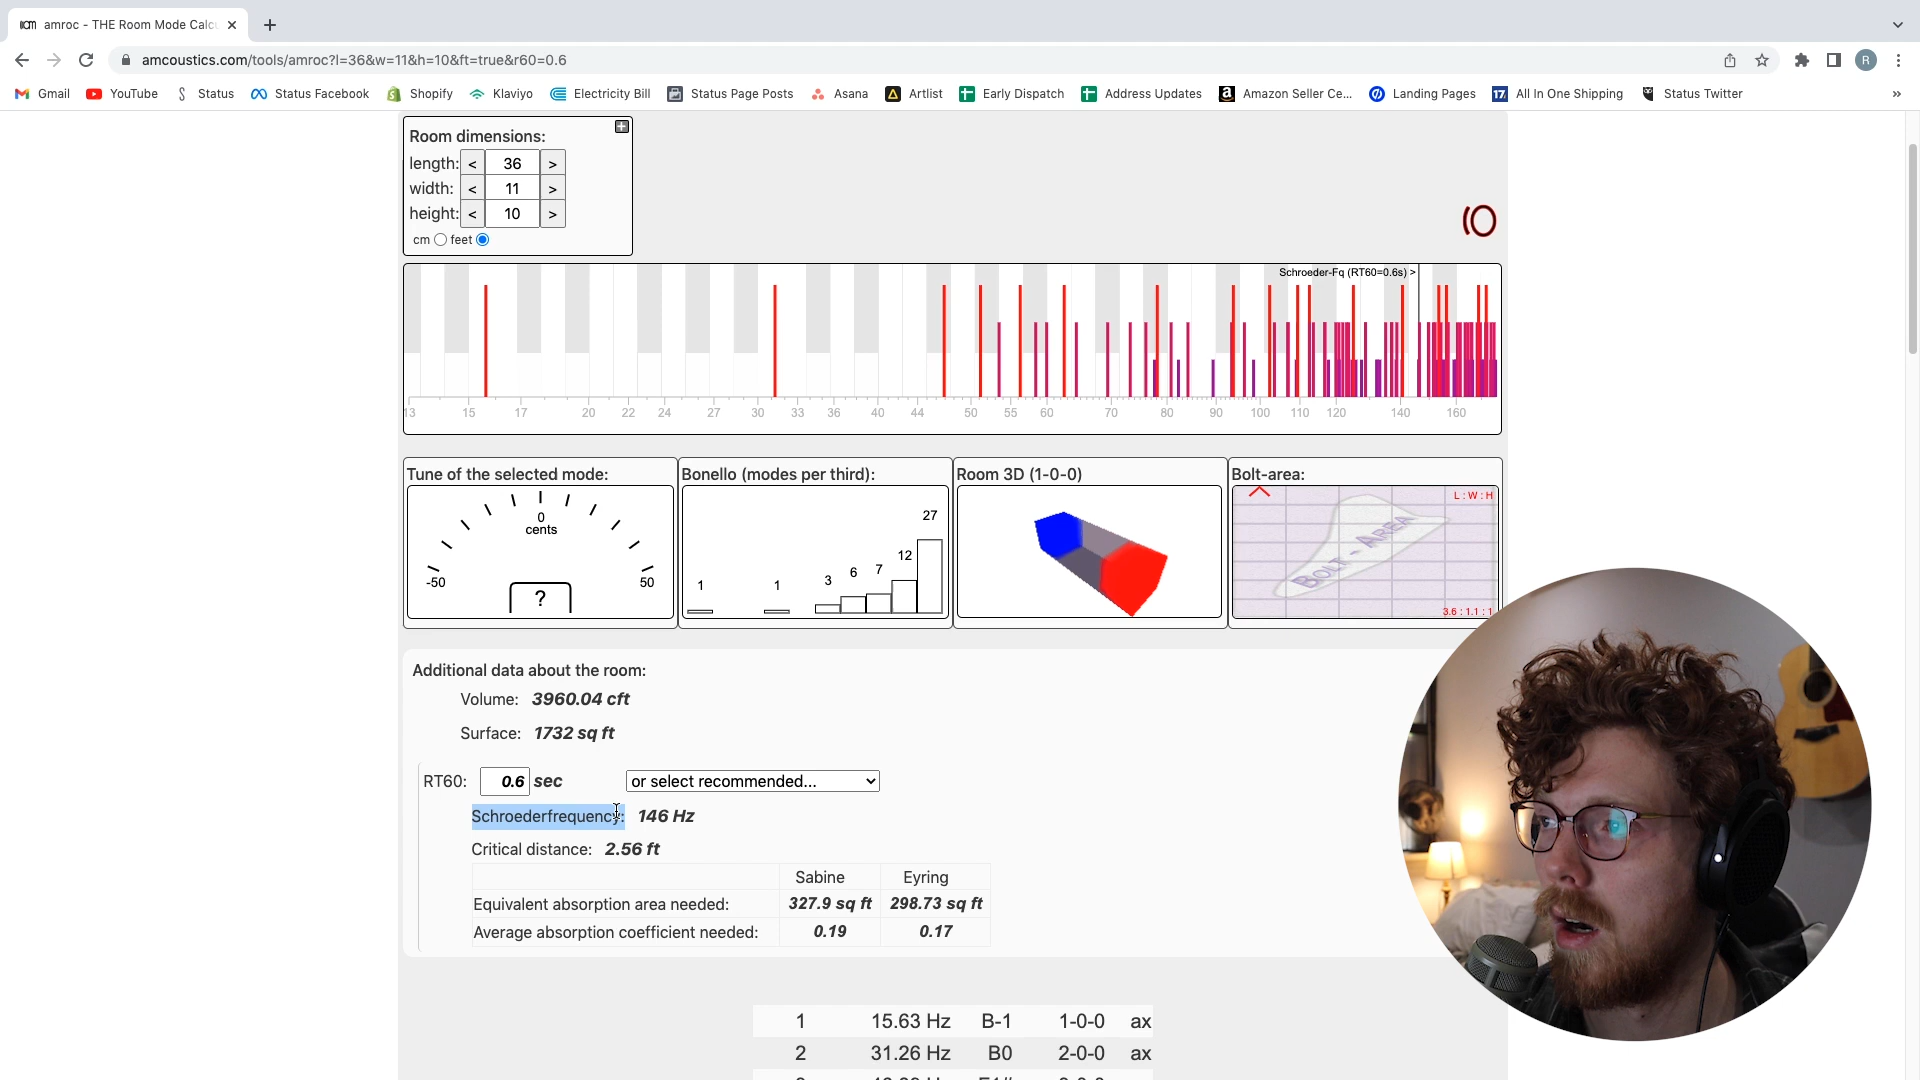 amroc - THE Room Mode Calcu
amcoustics.com/tools/amroc?l=36&w=11&h=10&ft=true&r60=0.6
R
Gmail YouTube Status Status Facebook Shopify Klaviyo Electricity Bill Status Page Posts Asana Artlist Early Dispatch Address Updates Amazon Seller Ce... Landing Pages All In One Shipping Status Twitter
Room dimensions:
length: < 36 >
width: < 11 >
height: < 10 >
cm feet
Schroeder-Fq (RT60=0.6s) >
13 15 17 20 22 24 27 30 33 36 40 44 50 55 60 70 80 90 100 110 120 140 160
Tune of the selected mode: Bonello (modes per third): Room 3D (1-0-0) Bolt-area:
0
cents
-50 50
?
1 1 3 6 7 12 27
L : W : H
BOLT - AREA
3.6 : 1.1 : 1
Additional data about the room:
Volume: 3960.04 cft
Surface: 1732 sq ft
RT60: 0.6 sec or select recommended...
Schroederfrequency: 146 Hz
Critical distance: 2.56 ft
Sabine Eyring
Equivalent absorption area needed: 327.9 sq ft 298.73 sq ft
Average absorption coefficient needed: 0.19 0.17
1 15.63 Hz B-1 1-0-0 ax
2 31.26 Hz B0 2-0-0 ax